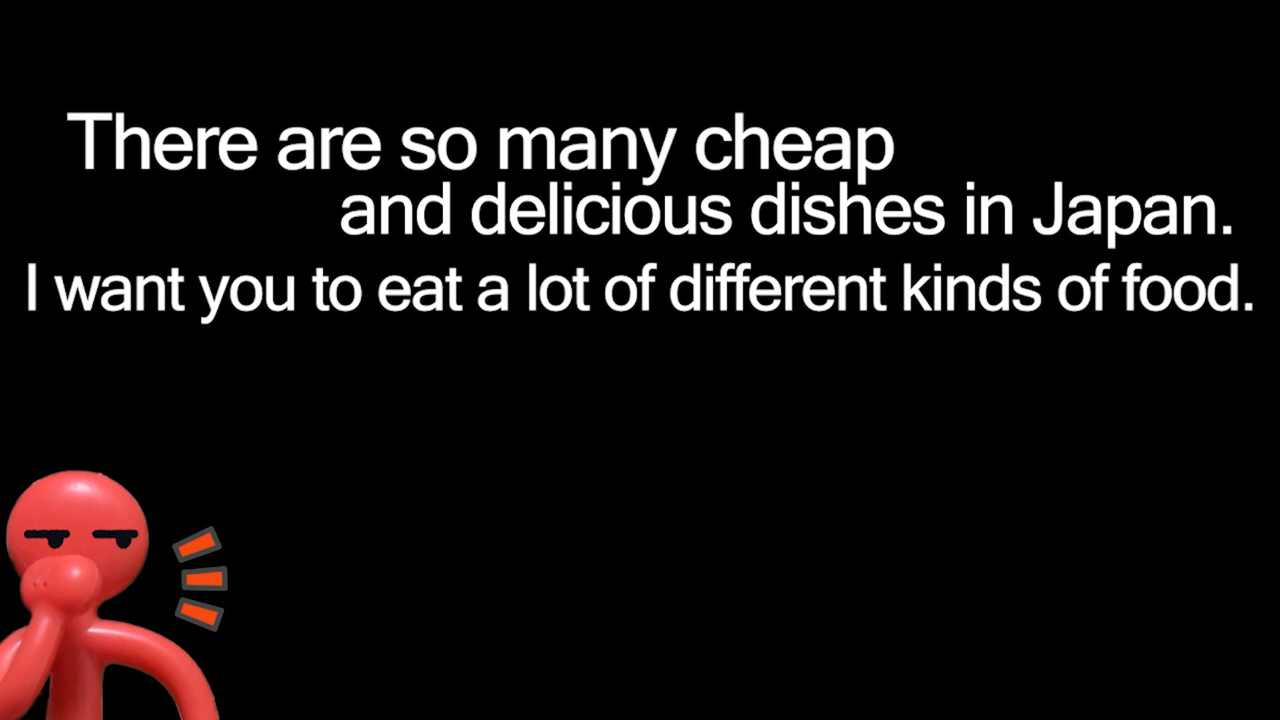 There are so many cheap
and delicious dishes in Japan.
I want you to eat a lot of different kinds of food.